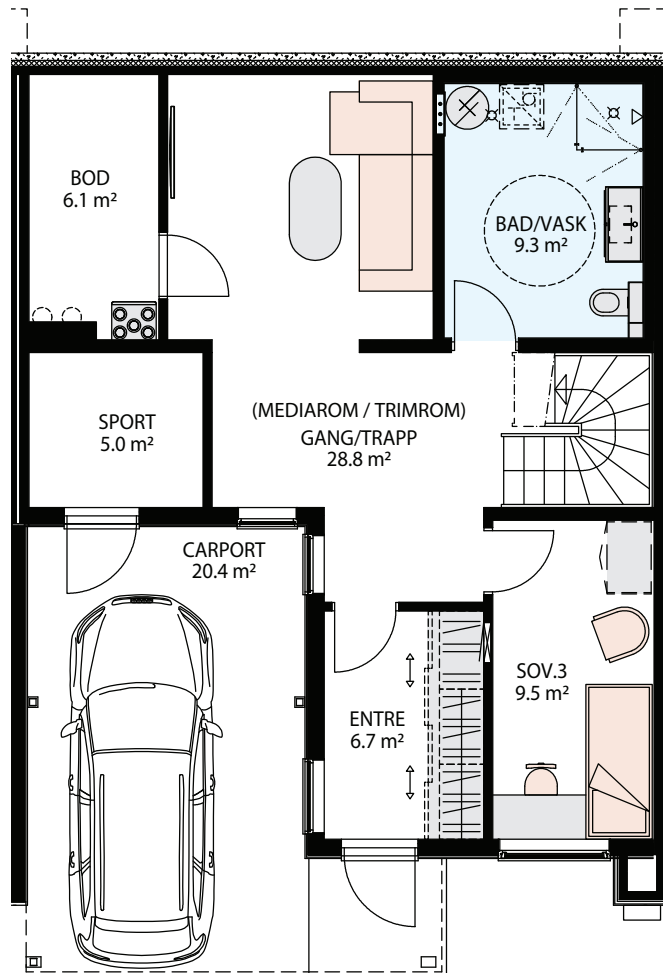 BOD
6.1 m²
BAD/VASK
9.3 m²
SPORT
5.0 m²
(MEDIAROM / TRIMROM)
GANG/TRAPP
28.8 m²
CARPORT
20.4 m²
SOV.3
9.5 m²
ENTRE
6.7 m²